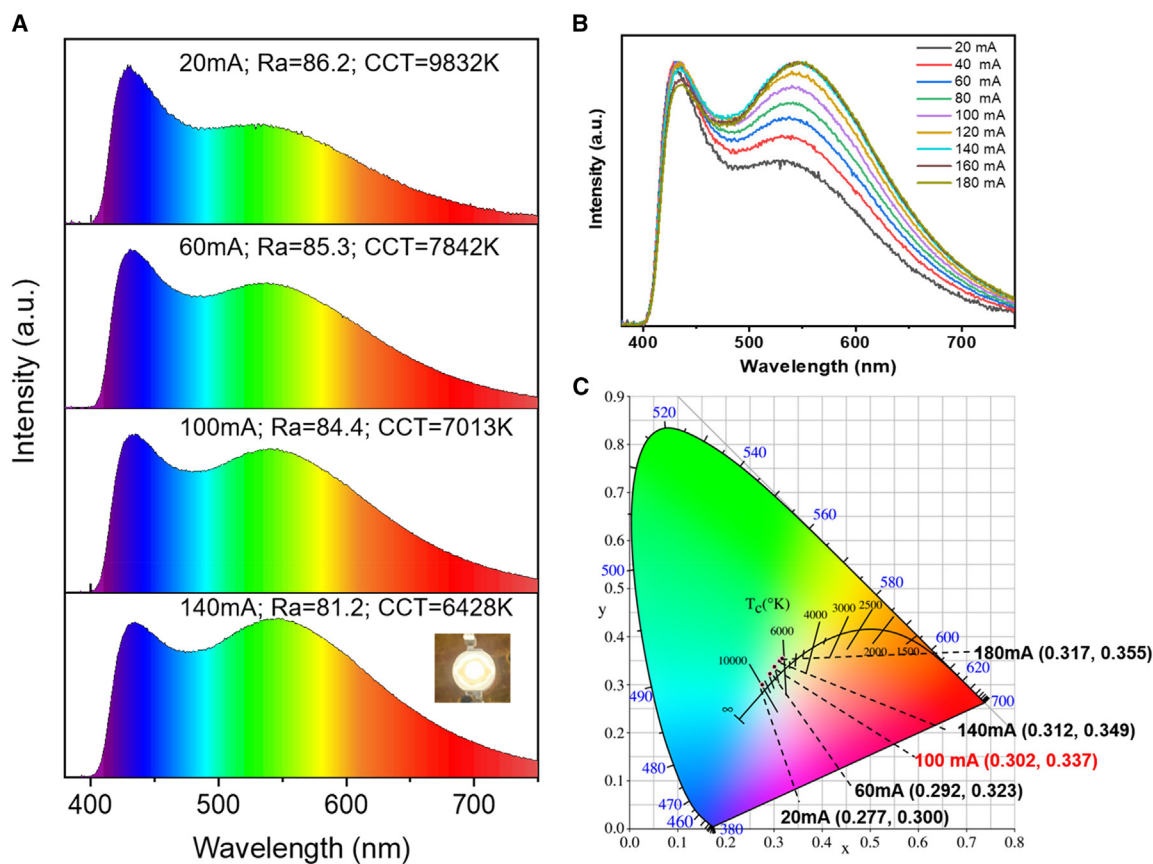 A
20mA; Ra=86.2; CCT=9832K
60mA; Ra=85.3; CCT=7842K
100mA; Ra=84.4; CCT=7013K
140mA; Ra=81.2; CCT=6428K
Intensity (a.u.)
400 500 600 700
Wavelength (nm)
B
20 mA
40 mA
60 mA
80 mA
100 mA
120 mA
140 mA
160 mA
180 mA
Intensity (a.u.)
400 500 600 700
Wavelength (nm)
C
0.9
0.8
0.7
0.6
0.5
y
0.4
0.3
0.2
0.1
0.0
520
540
560
500
580
Tc(°K)
4000 3000 2500
6000
600
2000 1500
10000
620
180mA (0.317, 0.355)
∞
490
700
140mA (0.312, 0.349)
100 mA (0.302, 0.337)
480
60mA (0.292, 0.323)
470
20mA (0.277, 0.300)
460
380
0.0 0.1 0.2 0.3 0.4 0.5 0.6 0.7 0.8
x